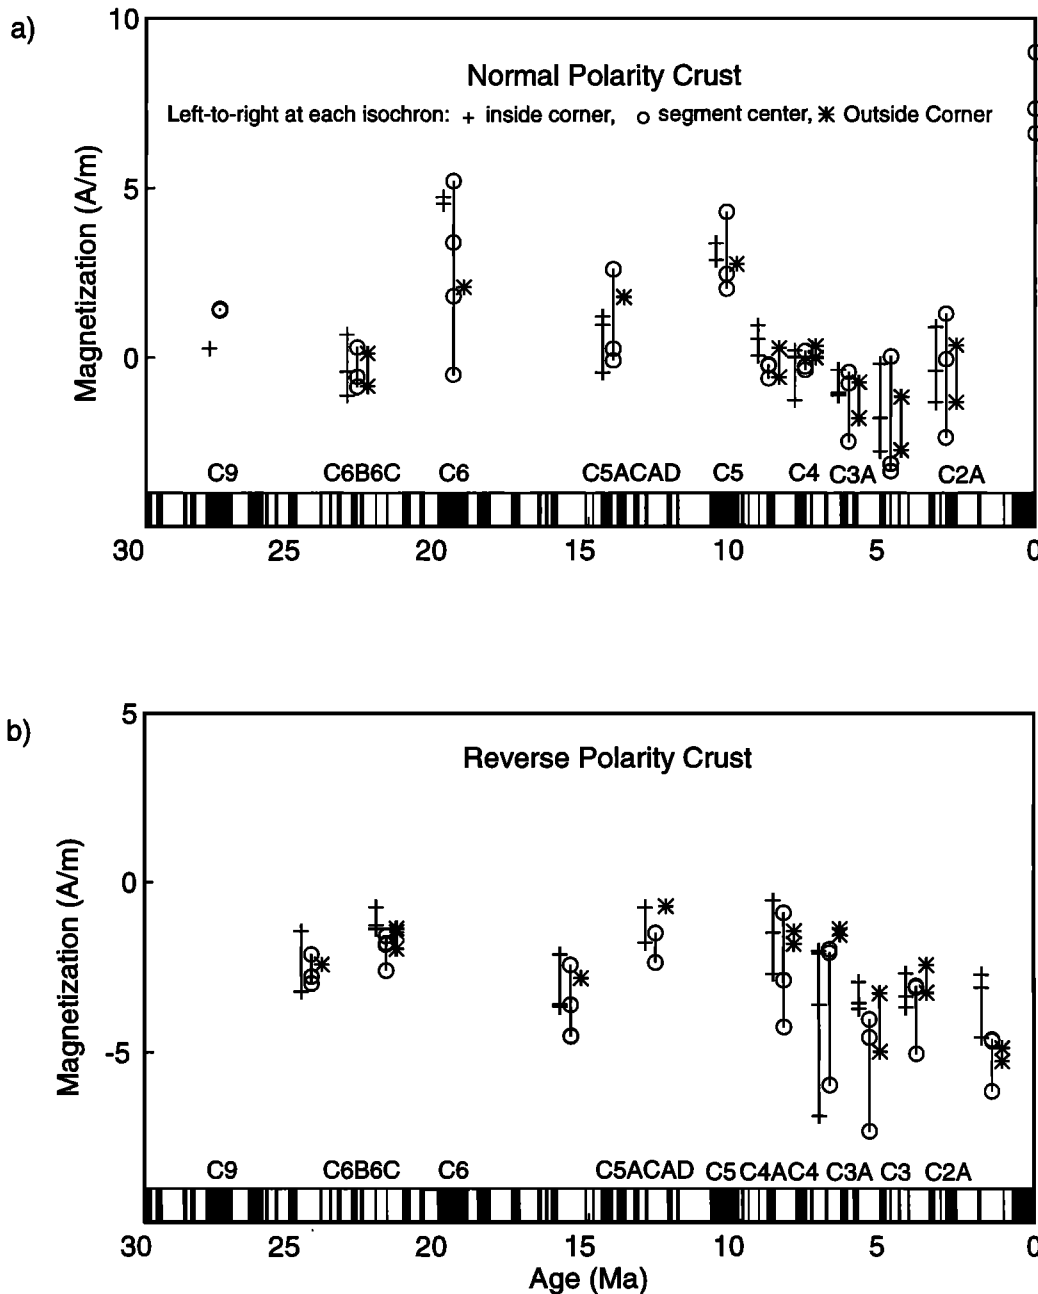 a)
10
Normal Polarity Crust
Left-to-right at each isochron: + inside corner, o segment center, ✳ Outside Corner
5
Magnetization (A/m)
0
C9 C6B6C C6 C5ACAD C5 C4 C3A C2A
30 25 20 15 10 5 0
b)
5
Reverse Polarity Crust
0
Magnetization (A/m)
-5
C9 C6B6C C6 C5ACAD C5 C4AC4 C3A C3 C2A
30 25 20 15 10 5 0
Age (Ma)